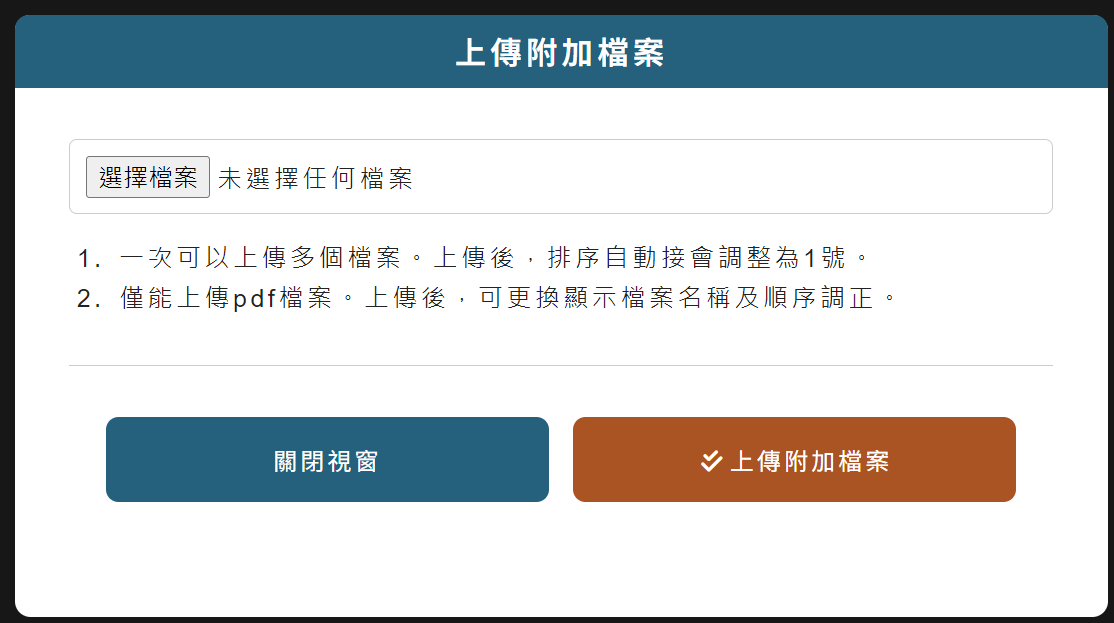 上傳附加檔案
選擇檔案 未選擇任何檔案
1. 一次可以上傳多個檔案。上傳後，排序自動接會調整為1號。
2. 僅能上傳pdf檔案。上傳後，可更換顯示檔案名稱及順序調正。
關閉視窗
上傳附加檔案